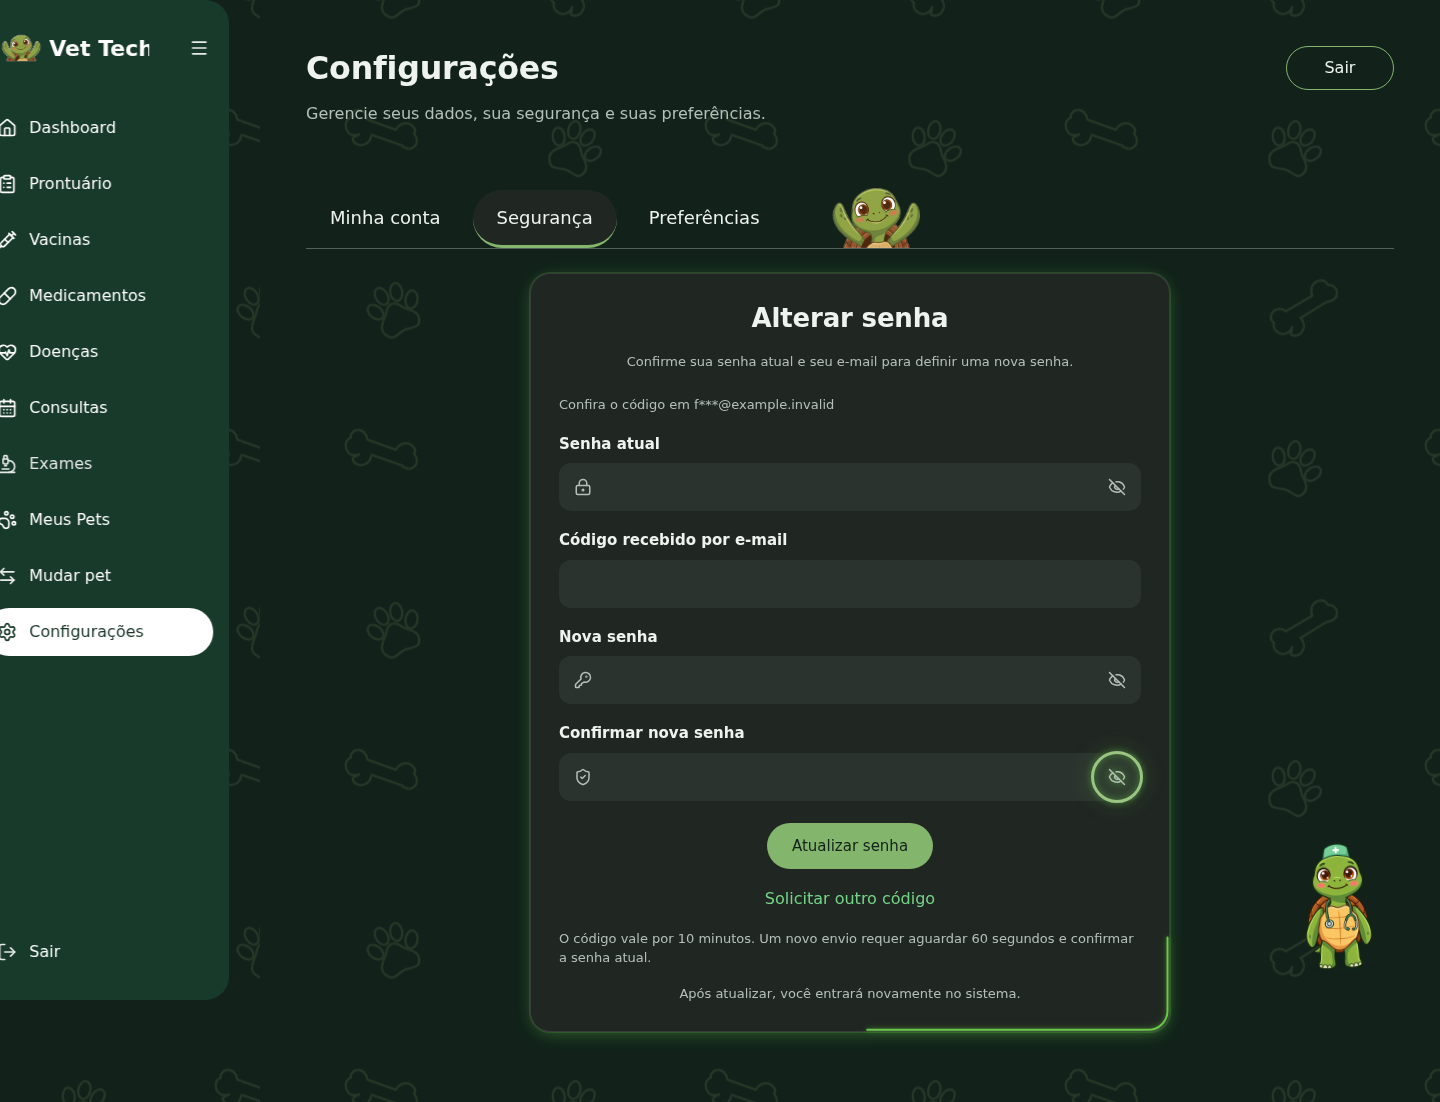 Vet Tech
Dashboard
Prontuário
Vacinas
Medicamentos
Doenças
Consultas
Exames
Meus Pets
Mudar pet
Configurações
Sair
Configurações
Sair
Gerencie seus dados, sua segurança e suas preferências.
Minha conta
Segurança
Preferências
Alterar senha
Confirme sua senha atual e seu e-mail para definir uma nova senha.
Confira o código em f***@example.invalid
Senha atual
Código recebido por e-mail
Nova senha
Confirmar nova senha
Atualizar senha
Solicitar outro código
O código vale por 10 minutos. Um novo envio requer aguardar 60 segundos e confirmar
a senha atual.
Após atualizar, você entrará novamente no sistema.